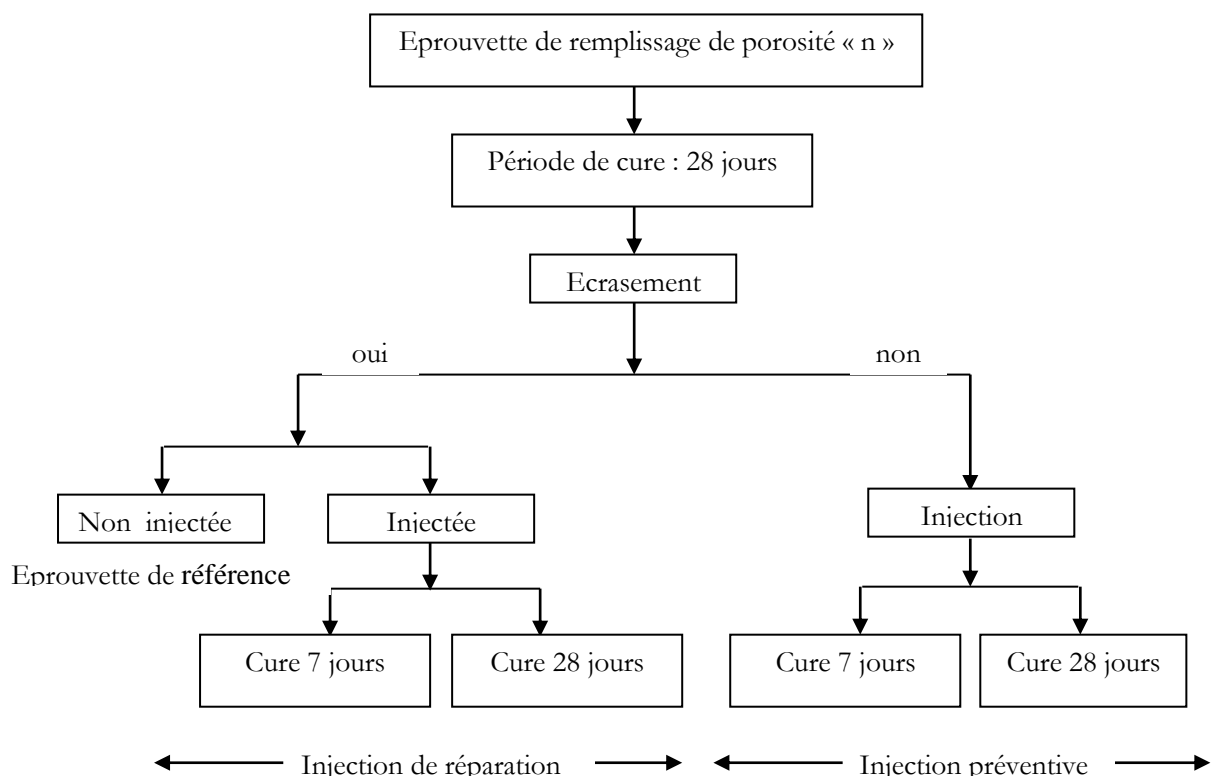 Eprouvette de remplissage de porosité « n »
Période de cure : 28 jours
Ecrasement
oui
non
Non injectée
Injectée
Injection
Eprouvette de référence
Cure 7 jours
Cure 28 jours
Cure 7 jours
Cure 28 jours
Injection de réparation
Injection préventive